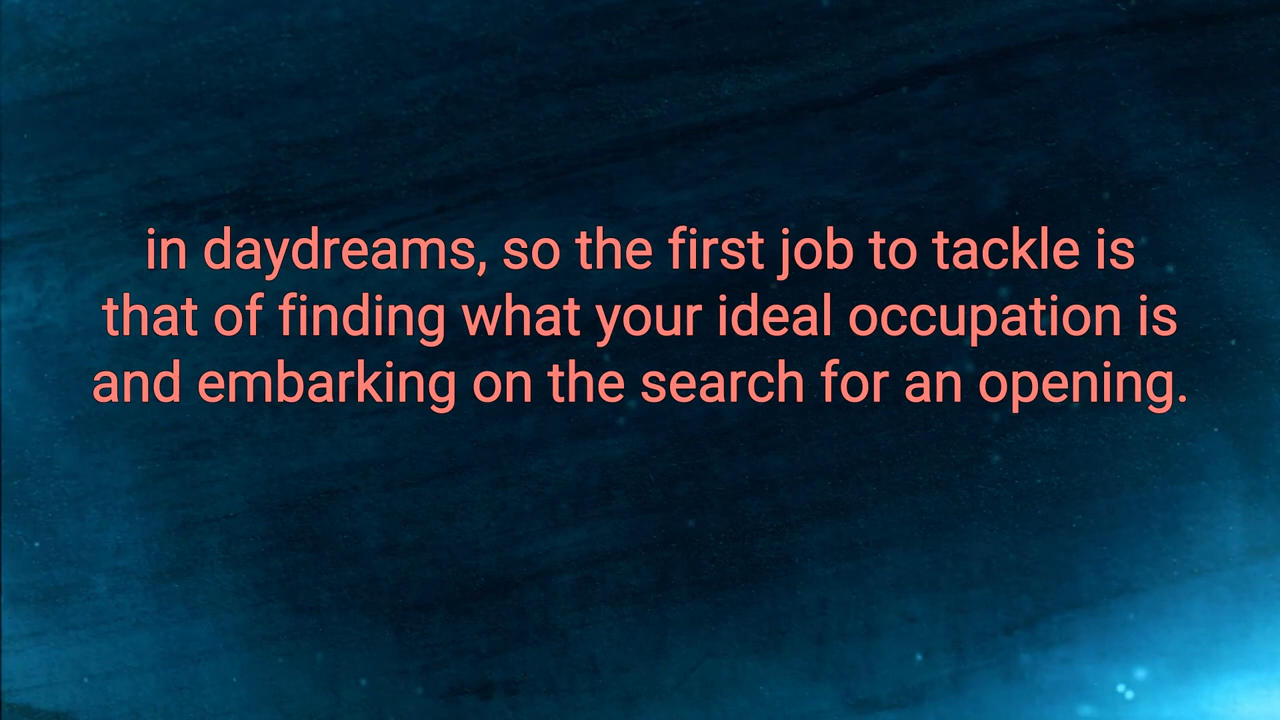 in daydreams, so the first job to tackle is
that of finding what your ideal occupation is
and embarking on the search for an opening.